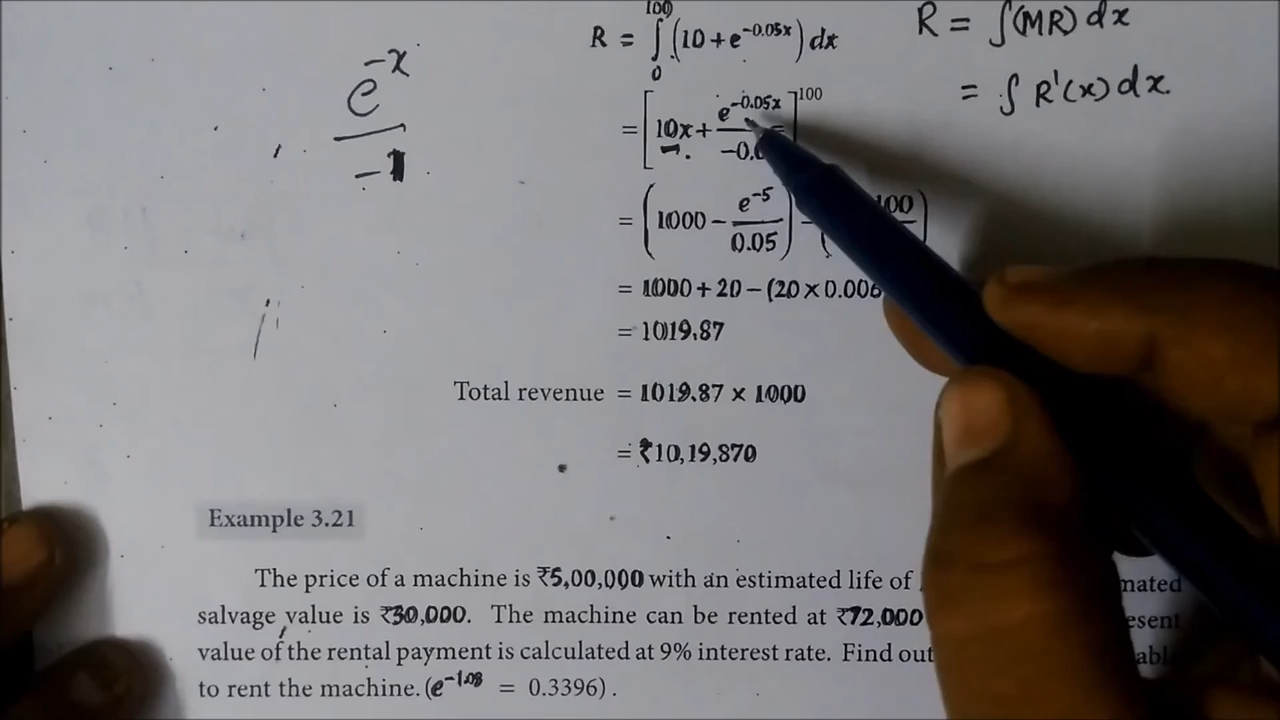 R = ∫₀¹⁰⁰ (10 + e^{-0.05x}) dx
= [10x + e^{-0.05x} / -0.0 ]^{100}
= (1000 - e^{-5} / 0.05) - ( 100 )
= 1000 + 20 - (20 × 0.006
= 1019.87
Total revenue = 1019.87 × 1000
= ₹10,19,870
R = ∫(MR) dx
= ∫ R'(x) dx.
e^{-x}
-1
Example 3.21
The price of a machine is ₹5,00,000 with an estimated life of
salvage value is ₹30,000. The machine can be rented at ₹72,000
value of the rental payment is calculated at 9% interest rate. Find out
to rent the machine. (e^{-1.08} = 0.3396).